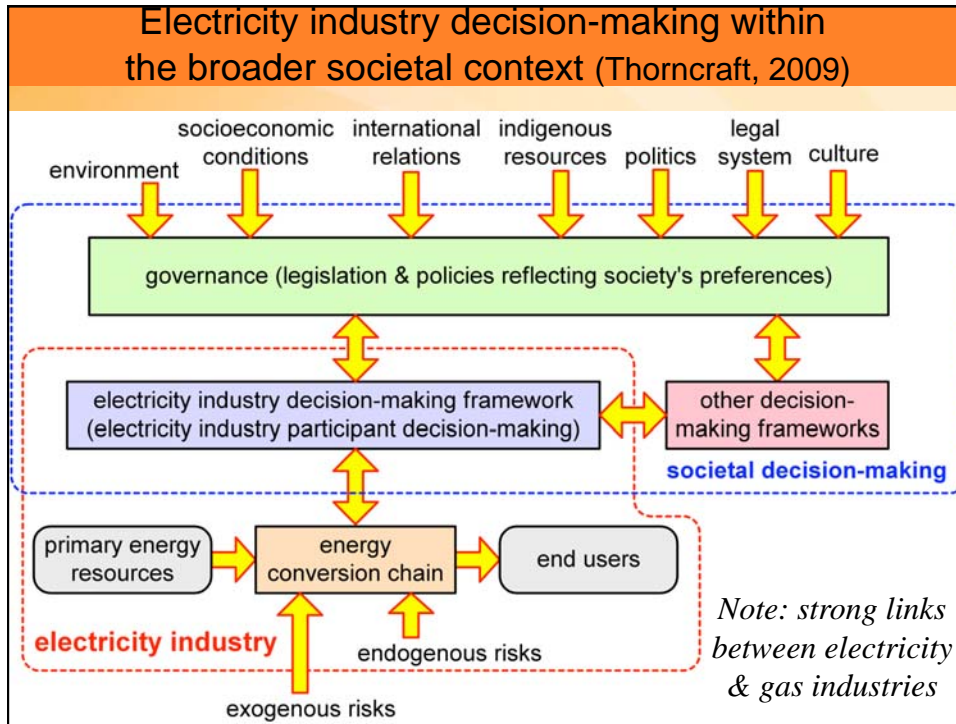 Electricity industry decision-making within
the broader societal context (Thorncraft, 2009)
environment
socioeconomic
conditions
international
relations
indigenous
resources
politics
legal
system
culture
governance (legislation & policies reflecting society's preferences)
electricity industry decision-making framework
(electricity industry participant decision-making)
other decision-
making frameworks
societal decision-making
primary energy
resources
energy
conversion chain
end users
electricity industry
endogenous risks
exogenous risks
Note: strong links
between electricity
& gas industries